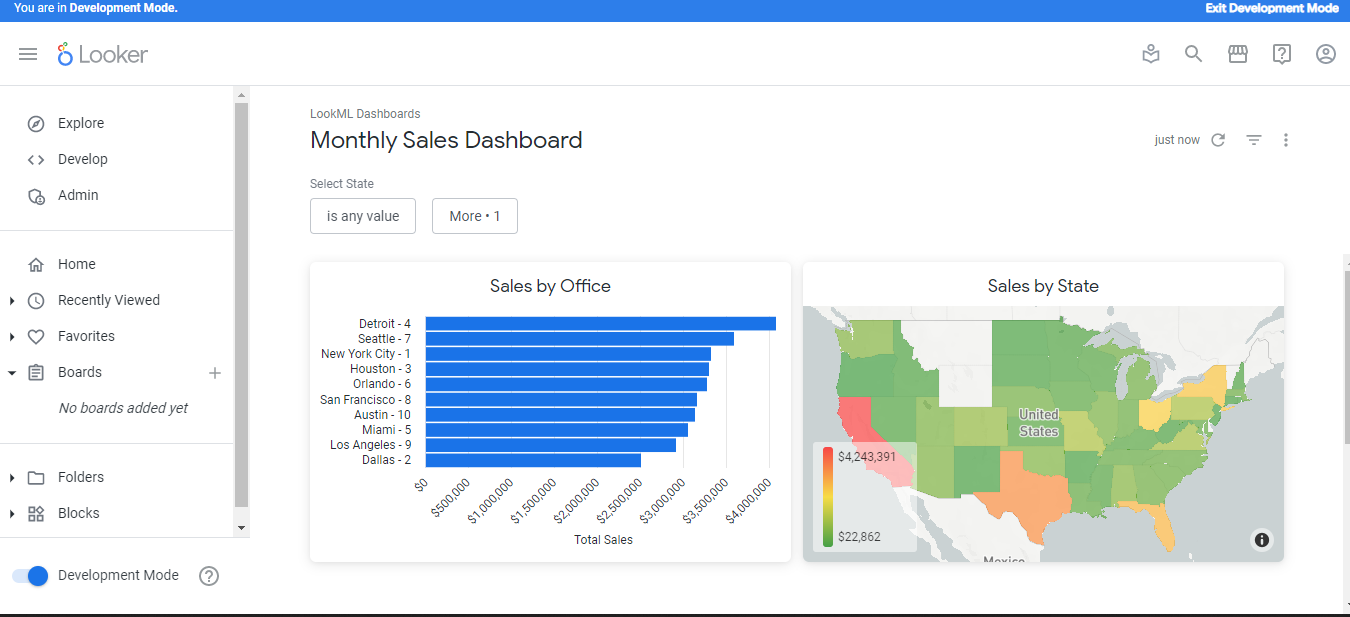 You are in Development Mode.
Exit Development Mode
Looker
Explore
Develop
Admin
Home
Recently Viewed
Favorites
Boards
No boards added yet
Folders
Blocks
Development Mode
LookML Dashboards
Monthly Sales Dashboard
just now
Select State
is any value
More • 1
Sales by Office
Detroit - 4
Seattle - 7
New York City - 1
Houston - 3
Orlando - 6
San Francisco - 8
Austin - 10
Miami - 5
Los Angeles - 9
Dallas - 2
$0
$500,000
$1,000,000
$1,500,000
$2,000,000
$2,500,000
$3,000,000
$3,500,000
$4,000,000
Total Sales
Sales by State
United
States
$4,243,391
$22,862
Mexico